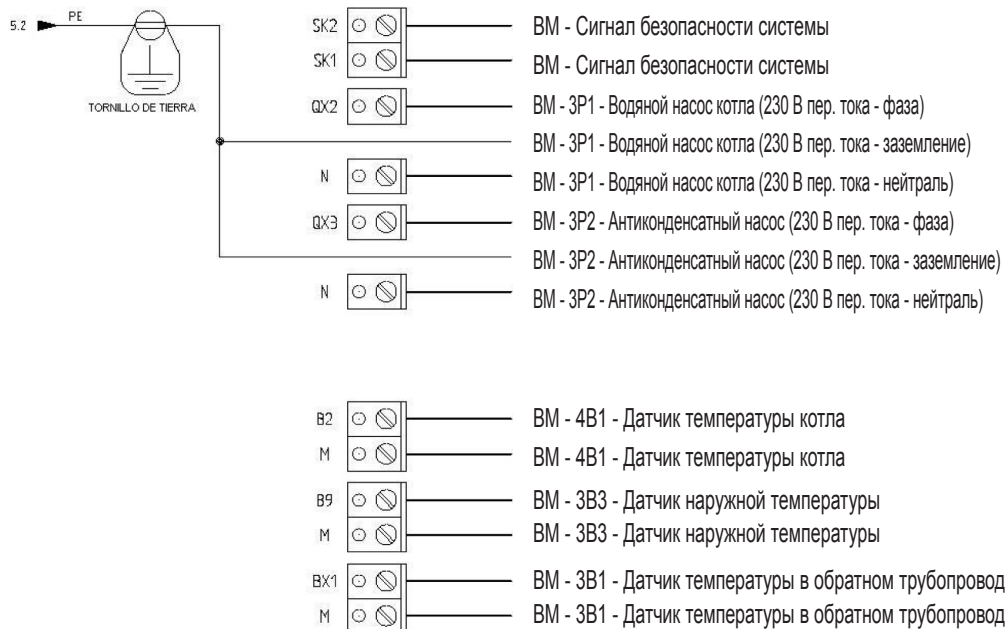 5.2 PE
TORNILLO DE TIERRA
SK2 ВМ - Сигнал безопасности системы
SK1 ВМ - Сигнал безопасности системы
QX2 ВМ - 3Р1 - Водяной насос котла (230 В пер. тока - фаза)
ВМ - 3Р1 - Водяной насос котла (230 В пер. тока - заземление)
N ВМ - 3Р1 - Водяной насос котла (230 В пер. тока - нейтраль)
QX3 ВМ - 3Р2 - Антиконденсатный насос (230 В пер. тока - фаза)
ВМ - 3Р2 - Антиконденсатный насос (230 В пер. тока - заземление)
N ВМ - 3Р2 - Антиконденсатный насос (230 В пер. тока - нейтраль)
B2 ВМ - 4В1 - Датчик температуры котла
M ВМ - 4В1 - Датчик температуры котла
B9 ВМ - 3В3 - Датчик наружной температуры
M ВМ - 3В3 - Датчик наружной температуры
BX1 ВМ - 3В1 - Датчик температуры в обратном трубопровод
M ВМ - 3В1 - Датчик температуры в обратном трубопровод